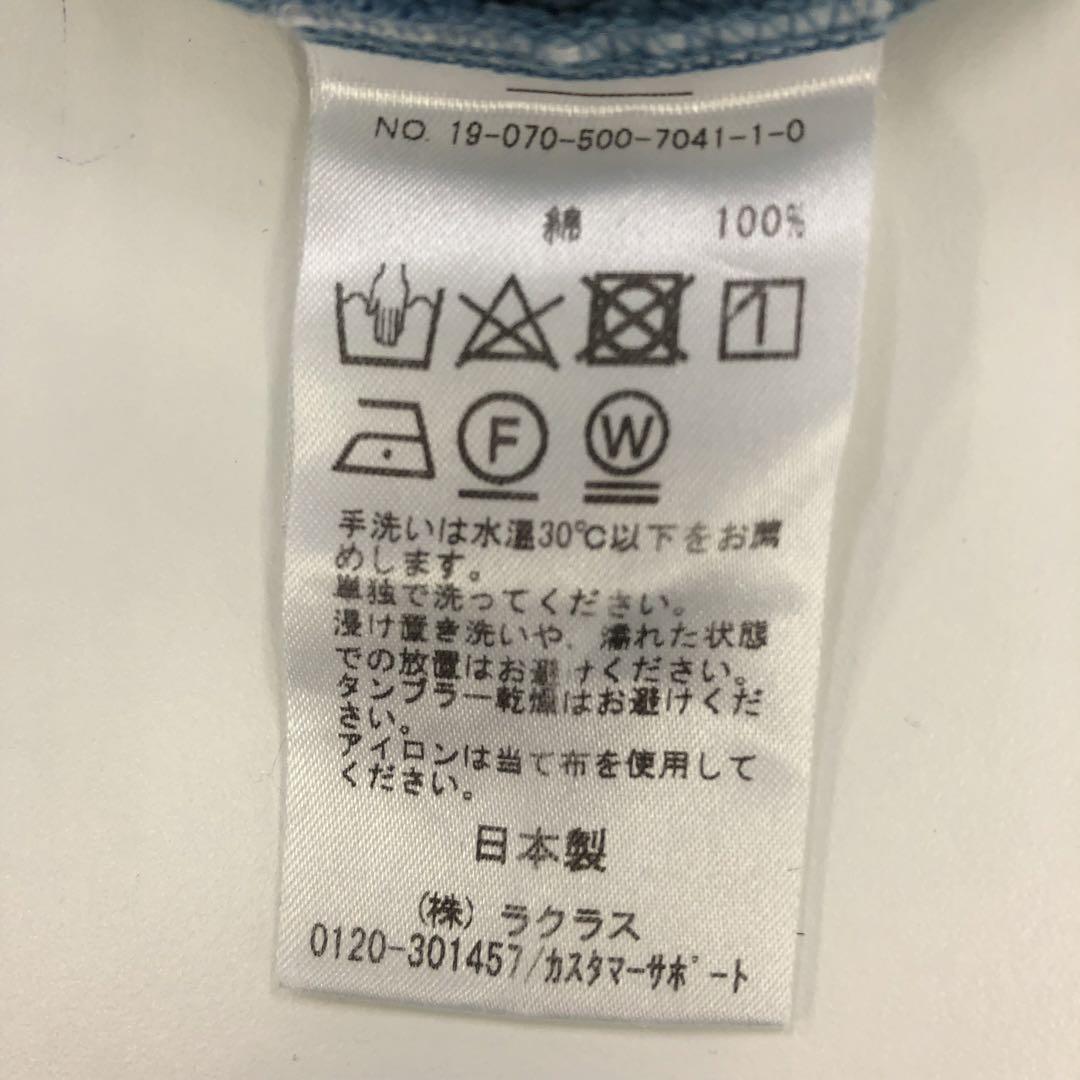 NO. 19-070-500-7041-1-0
綿 100%
F W
手洗いは水温30℃以下をお薦
めします。
単独で洗ってください。
浸け置き洗いや、濡れた状態
での放置はお避けください。
タンブラー乾燥はお避けくだ
さい。
アイロンは当て布を使用して
ください。
日本製
(株) ラクラス
0120-301457/カスタマーサポート